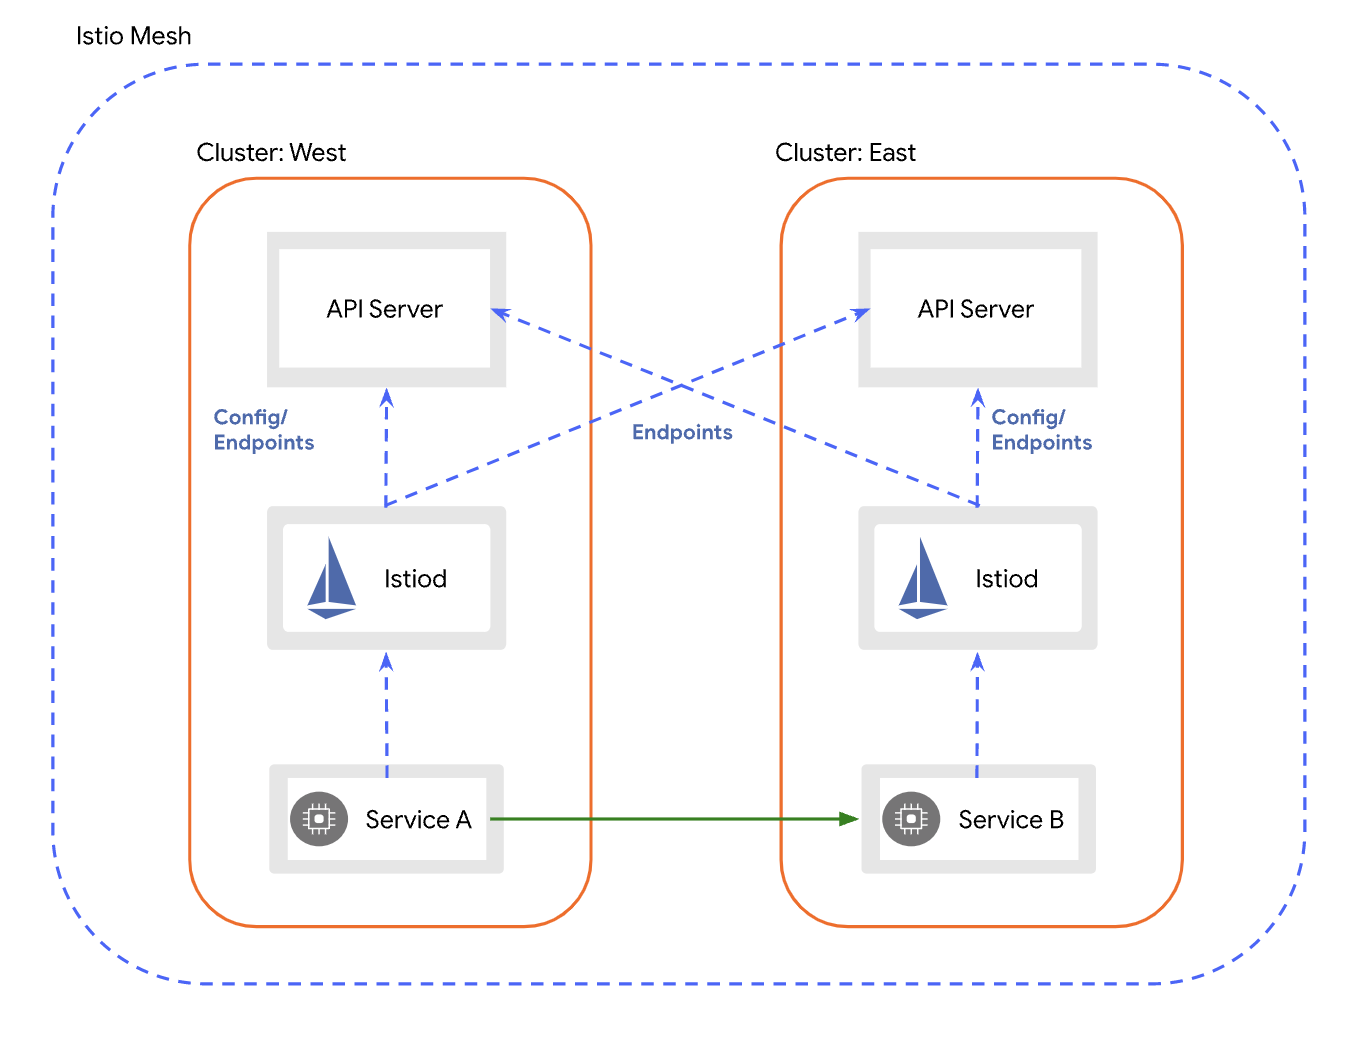 Istio Mesh
Cluster: West
Cluster: East
API Server
API Server
Config/
Endpoints
Endpoints
Config/
Endpoints
Istiod
Istiod
Service A
Service B